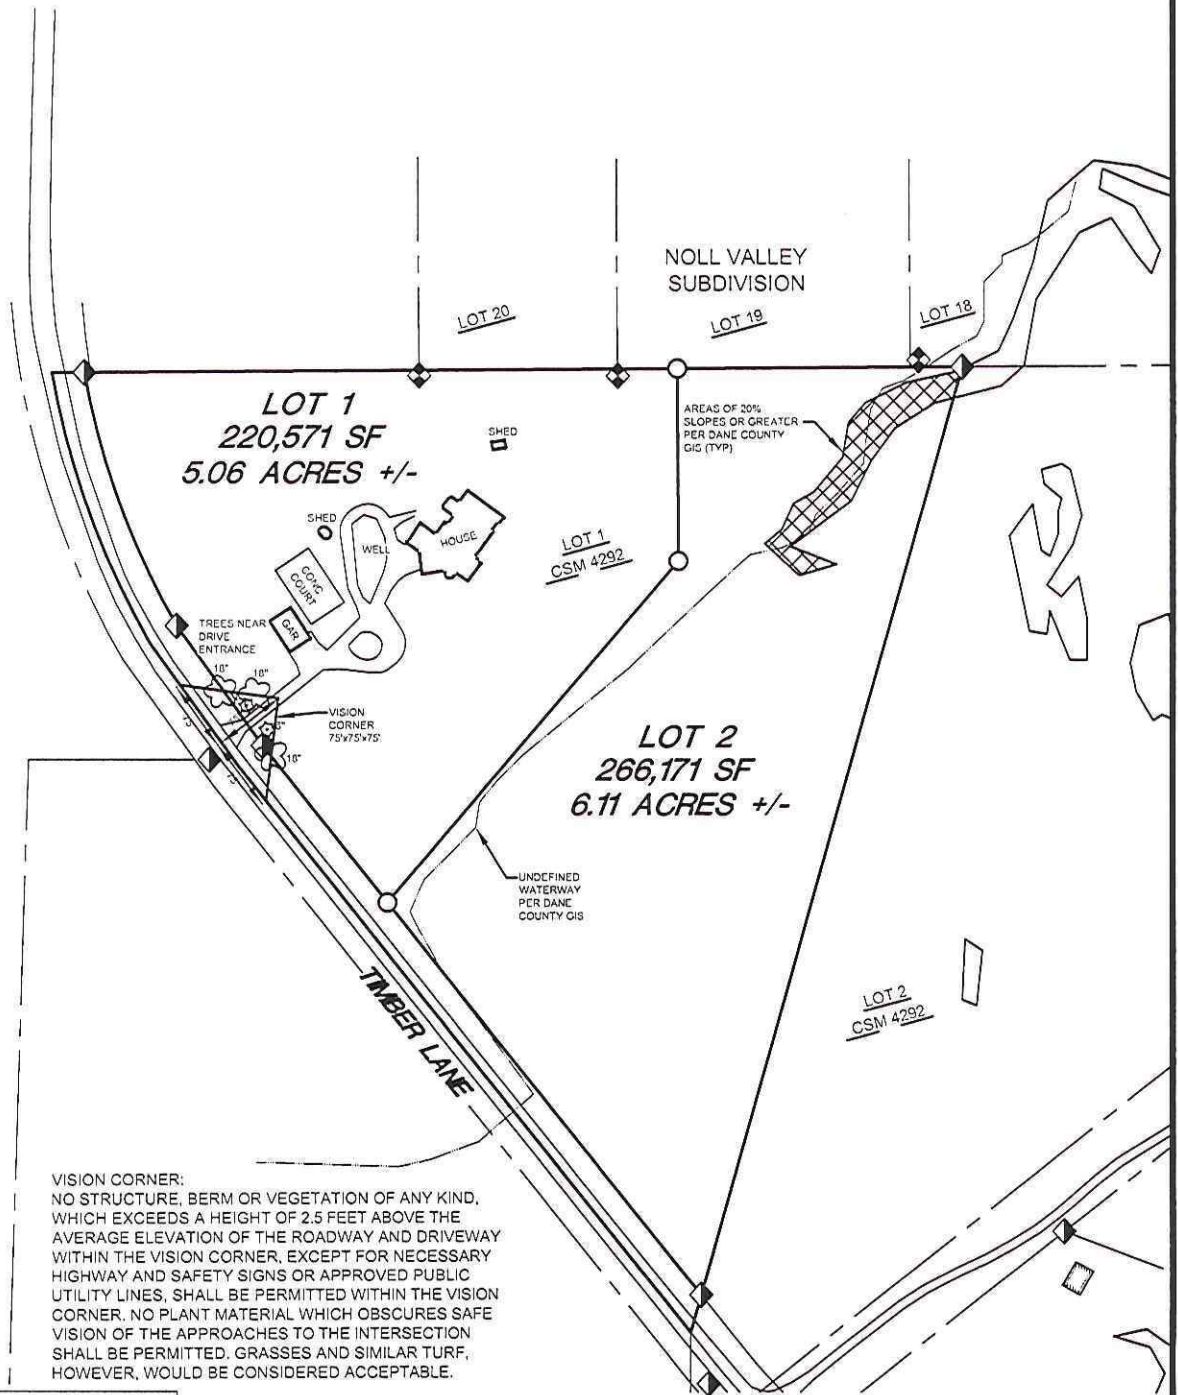 NOLL VALLEY
SUBDIVISION
LOT 20
LOT 19
LOT 18
LOT 1
220,571 SF
5.06 ACRES +/-
SHED
AREAS OF 20%
SLOPES OR GREATER
PER DANE COUNTY
GIS (TYP)
SHED
WELL
HOUSE
LOT 1
CSM 4292
CONC
COURT
GAR
TREES NEAR
DRIVE
ENTRANCE
18"
18"
VISION
CORNER
75'x75'x75'
75'
75'
18"
LOT 2
266,171 SF
6.11 ACRES +/-
UNDEFINED
WATERWAY
PER DANE
COUNTY GIS
TIMBER LANE
LOT 2
CSM 4292
VISION CORNER:
NO STRUCTURE, BERM OR VEGETATION OF ANY KIND,
WHICH EXCEEDS A HEIGHT OF 2.5 FEET ABOVE THE
AVERAGE ELEVATION OF THE ROADWAY AND DRIVEWAY
WITHIN THE VISION CORNER, EXCEPT FOR NECESSARY
HIGHWAY AND SAFETY SIGNS OR APPROVED PUBLIC
UTILITY LINES, SHALL BE PERMITTED WITHIN THE VISION
CORNER. NO PLANT MATERIAL WHICH OBSCURES SAFE
VISION OF THE APPROACHES TO THE INTERSECTION
SHALL BE PERMITTED. GRASSES AND SIMILAR TURF,
HOWEVER, WOULD BE CONSIDERED ACCEPTABLE.